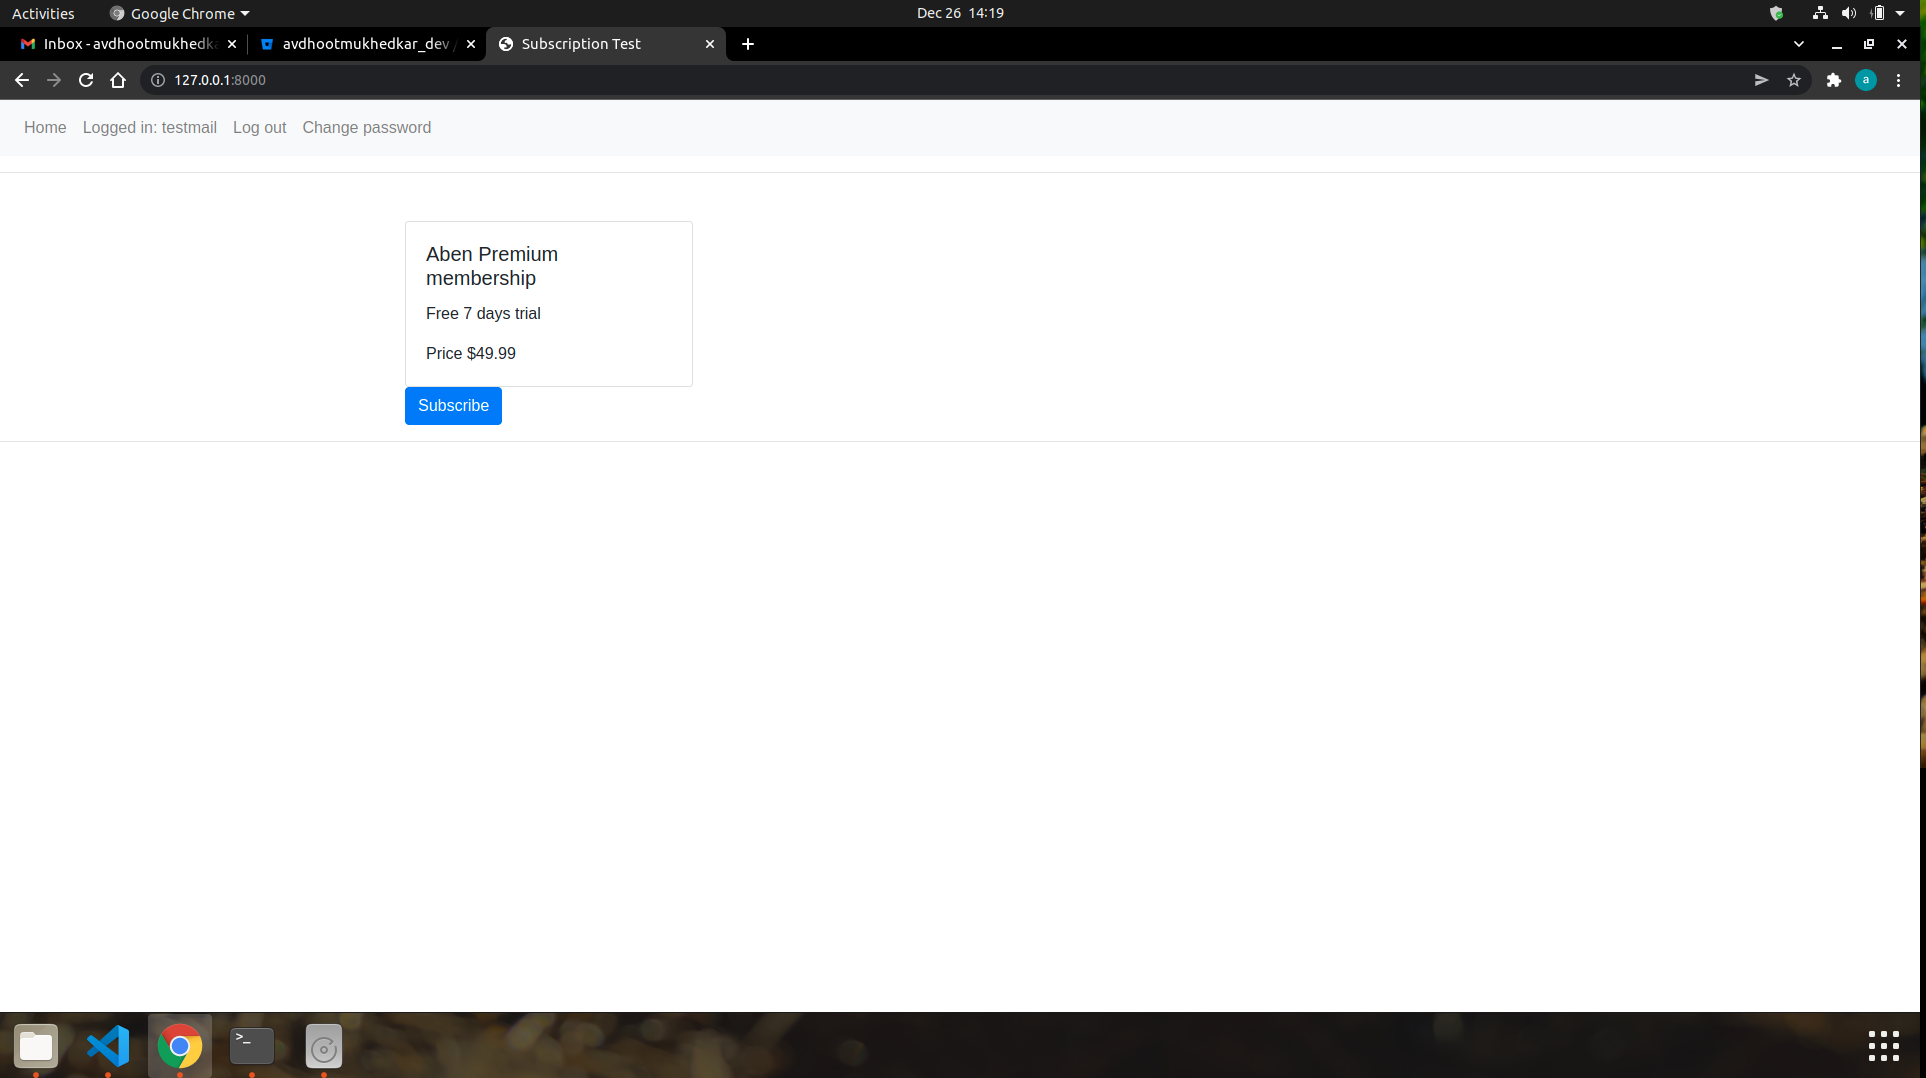 Activities
Google Chrome
Dec 26 14:19
Inbox - avdhootmukhedka
avdhootmukhedkar_dev /
Subscription Test
127.0.0.1:8000
a
Home
Logged in: testmail
Log out
Change password
Aben Premium
membership
Free 7 days trial
Price $49.99
Subscribe
>_